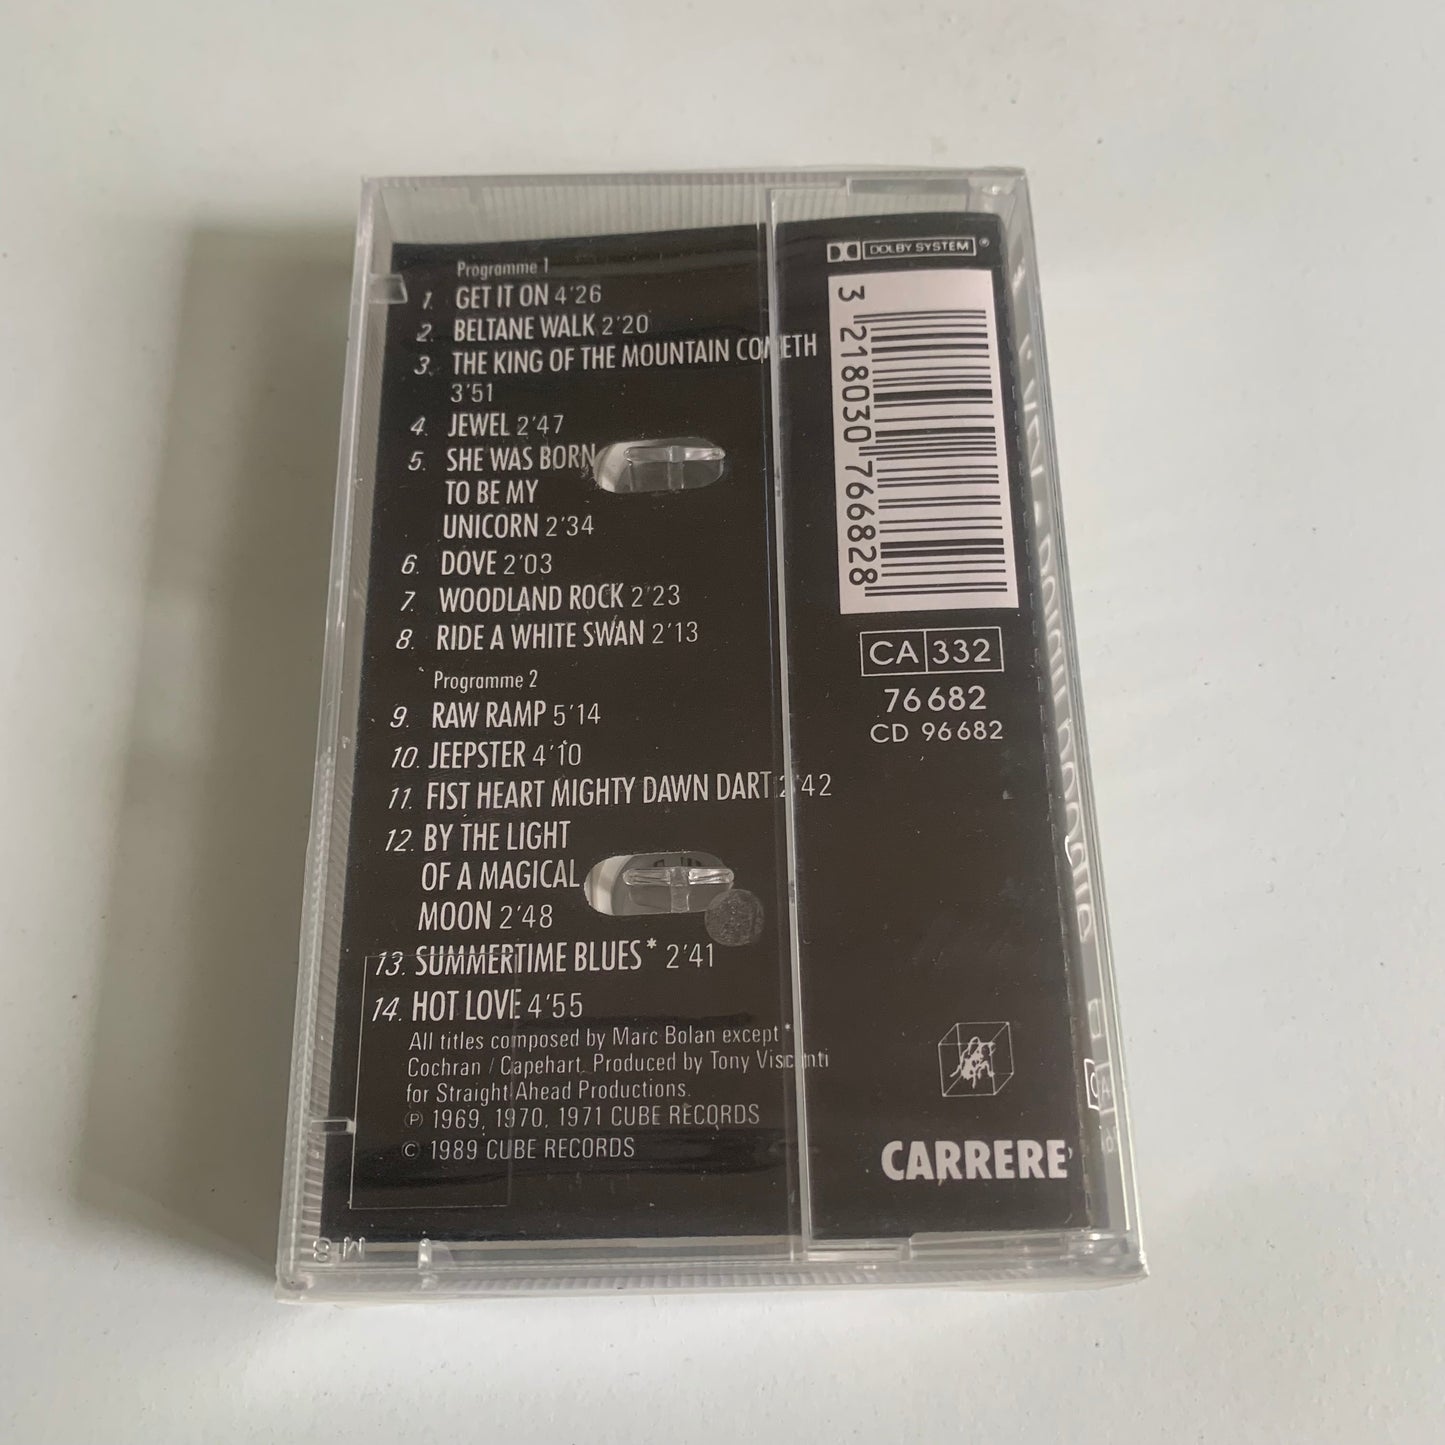 Programme 1
1. GET IT ON 4'26
2. BELTANE WALK 2'20
3. THE KING OF THE MOUNTAIN COMETH
3'51
4. JEWEL 2'47
5. SHE WAS BORN
TO BE MY
UNICORN 2'34
6. DOVE 2'03
7. WOODLAND ROCK 2'23
8. RIDE A WHITE SWAN 2'13
Programme 2
9. RAW RAMP 5'14
10. JEEPSTER 4'10
11. FIST HEART MIGHTY DAWN DART 2'42
12. BY THE LIGHT
OF A MAGICAL
MOON 2'48
13. SUMMERTIME BLUES* 2'41
14. HOT LOVE 4'55
All titles composed by Marc Bolan except *
Cochran / Capehart. Produced by Tony Visconti
for Straight Ahead Productions.
℗ 1969, 1970, 1971 CUBE RECORDS
© 1989 CUBE RECORDS
DOLBY SYSTEM ®
3 218030 766828
CA 332
76 682
CD 96 682
CARRERE
boogie
M 8